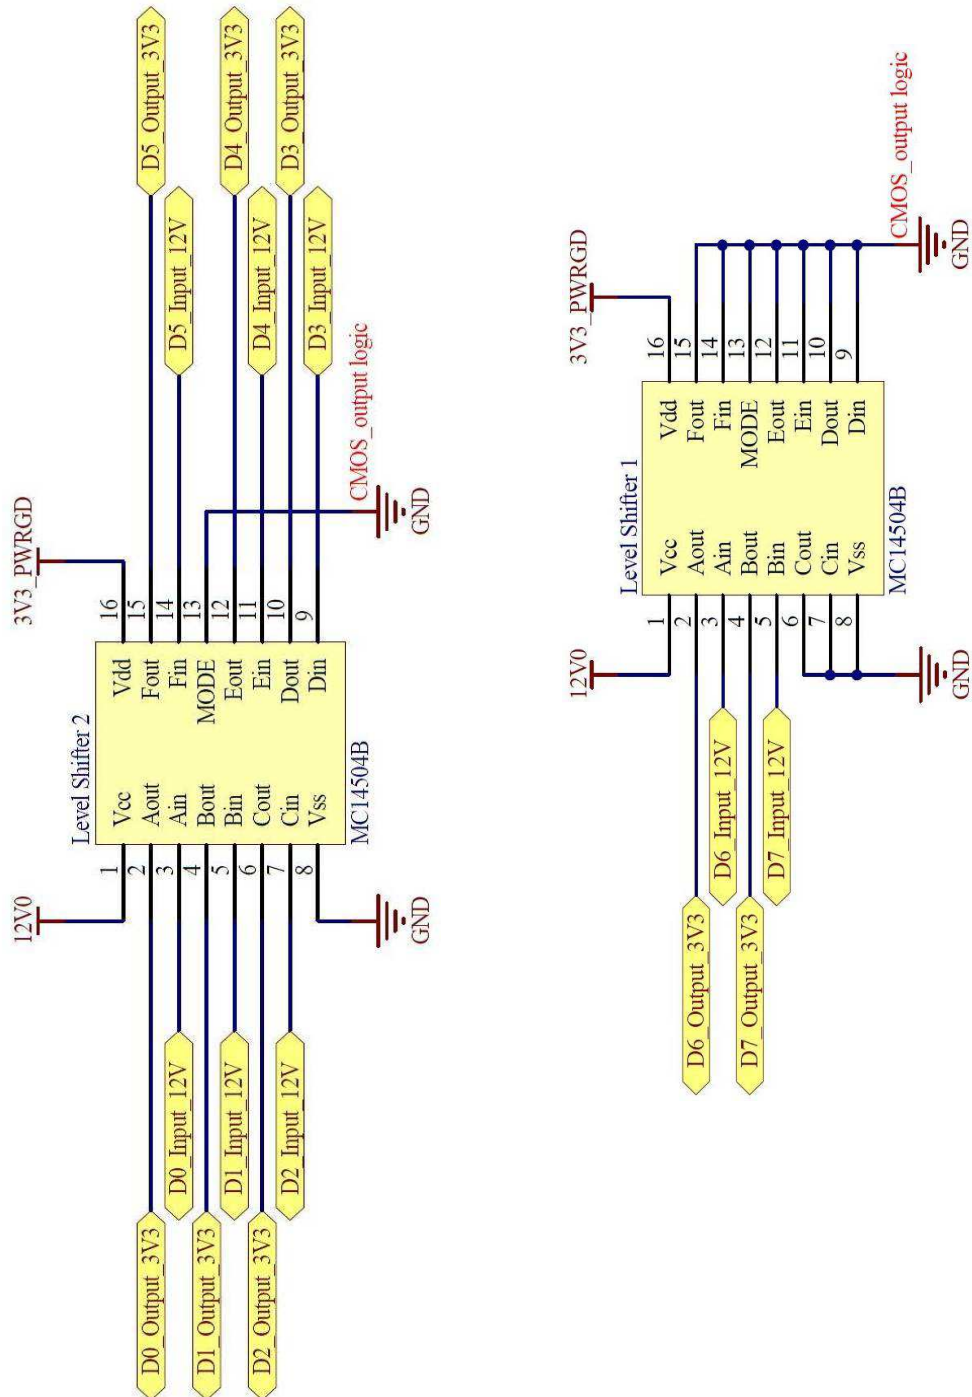 D5_Output_3V3
D5_Input_12V
D4_Output_3V3
D4_Input_12V
D3_Output_3V3
D3_Input_12V
CMOS_output logic
GND
3V3_PWRGD
16
15
14
13
12
11
10
9
Level Shifter 2
Vdd
Fout
Fin
MODE
Eout
Ein
Dout
Din
Vcc
Aout
Ain
Bout
Bin
Cout
Cin
Vss
MC14504B
1
2
3
4
5
6
7
8
12V0
GND
D0_Input_12V
D1_Input_12V
D2_Input_12V
D0_Output_3V3
D1_Output_3V3
D2_Output_3V3
CMOS_output logic
GND
3V3_PWRGD
16
15
14
13
12
11
10
9
Level Shifter 1
Vdd
Fout
Fin
MODE
Eout
Ein
Dout
Din
Vcc
Aout
Ain
Bout
Bin
Cout
Cin
Vss
MC14504B
1
2
3
4
5
6
7
8
12V0
GND
D6_Input_12V
D7_Input_12V
D6_Output_3V3
D7_Output_3V3